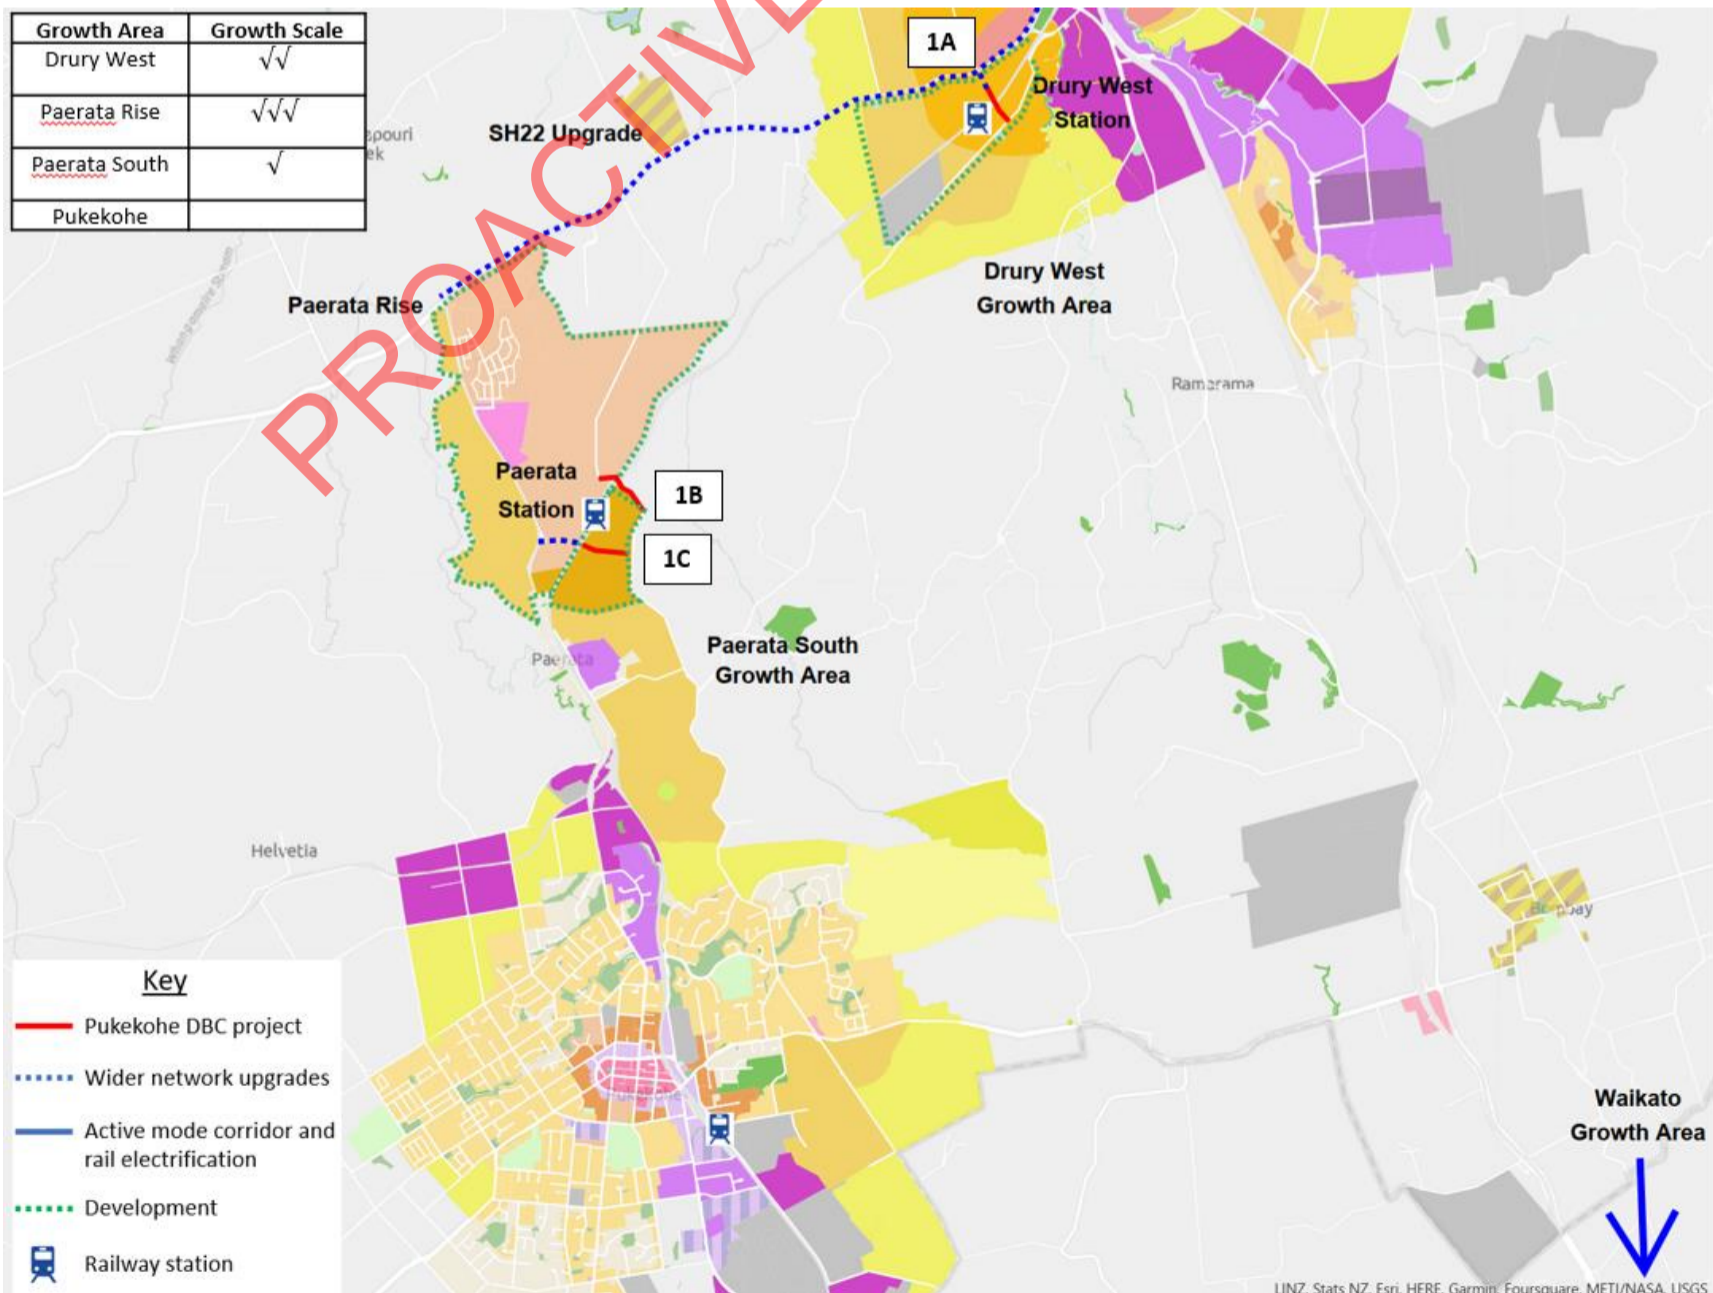 Growth Area Growth Scale
Drury West √√
Paerata Rise √√√
Paerata South √
Pukekohe
PROACTIVE
1A
Drury West
Station
SH22 Upgrade
Drury West
Growth Area
Paerata Rise
Ramarama
Paerata
Station
1B
1C
Paerata South
Growth Area
Paerata
Helvetia
Bombay
Pukekohe
Waikato
Growth Area
Key
Pukekohe DBC project
Wider network upgrades
Active mode corridor and
rail electrification
Development
Railway station
LINZ, Stats NZ, Esri, HERE, Garmin, Foursquare, METI/NASA, USGS